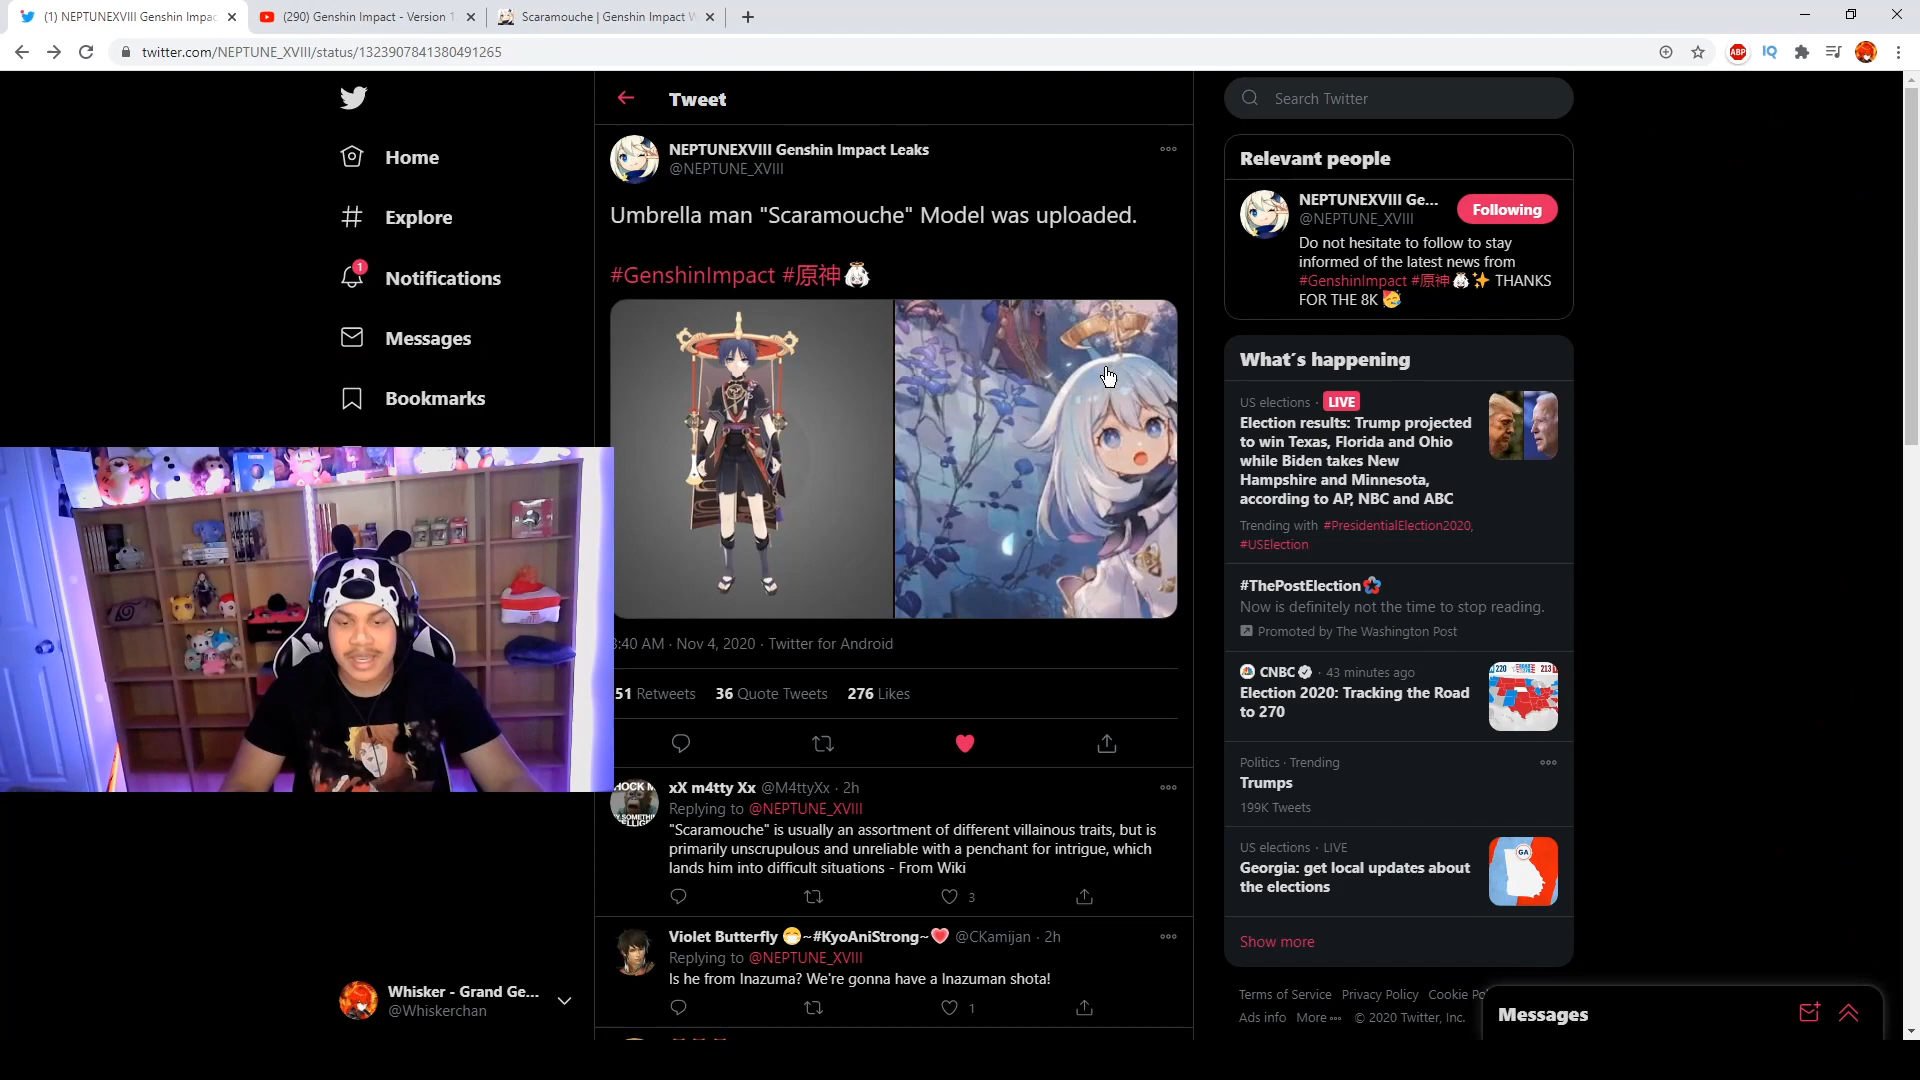 (1) NEPTUNEXVIII Genshin Impac
(290) Genshin Impact - Version 1
Scaramouche | Genshin Impact W
twitter.com/NEPTUNE_XVIII/status/1323907841380491265
ABP
IQ
Home
Explore
1
Notifications
Messages
Bookmarks
Whisker - Grand Ge...
@Whiskerchan
Tweet
NEPTUNEXVIII Genshin Impact Leaks
@NEPTUNE_XVIII
Umbrella man "Scaramouche" Model was uploaded.
#GenshinImpact #原神
:40 AM · Nov 4, 2020 · Twitter for Android
51 Retweets 36 Quote Tweets 276 Likes
xX m4tty Xx @M4ttyXx · 2h
Replying to @NEPTUNE_XVIII
"Scaramouche" is usually an assortment of different villainous traits, but is
primarily unscrupulous and unreliable with a penchant for intrigue, which
lands him into difficult situations - From Wiki
3
Violet Butterfly 😷~#KyoAniStrong~💗 @CKamijan · 2h
Replying to @NEPTUNE_XVIII
Is he from Inazuma? We're gonna have a Inazuman shota!
1
Search Twitter
Relevant people
NEPTUNEXVIII Ge...
@NEPTUNE_XVIII
Following
Do not hesitate to follow to stay
informed of the latest news from
#GenshinImpact #原神 ✨ THANKS
FOR THE 8K 🥳
What's happening
US elections · LIVE
Election results: Trump projected
to win Texas, Florida and Ohio
while Biden takes New
Hampshire and Minnesota,
according to AP, NBC and ABC
Trending with #PresidentialElection2020,
#USElection
#ThePostElection
Now is definitely not the time to stop reading.
Promoted by The Washington Post
CNBC · 43 minutes ago
Election 2020: Tracking the Road
to 270
220 213
Politics · Trending
Trumps
199K Tweets
US elections · LIVE
Georgia: get local updates about
the elections
GA
Show more
Terms of Service Privacy Policy Cookie Po
Ads info More ••• © 2020 Twitter, Inc.
Messages